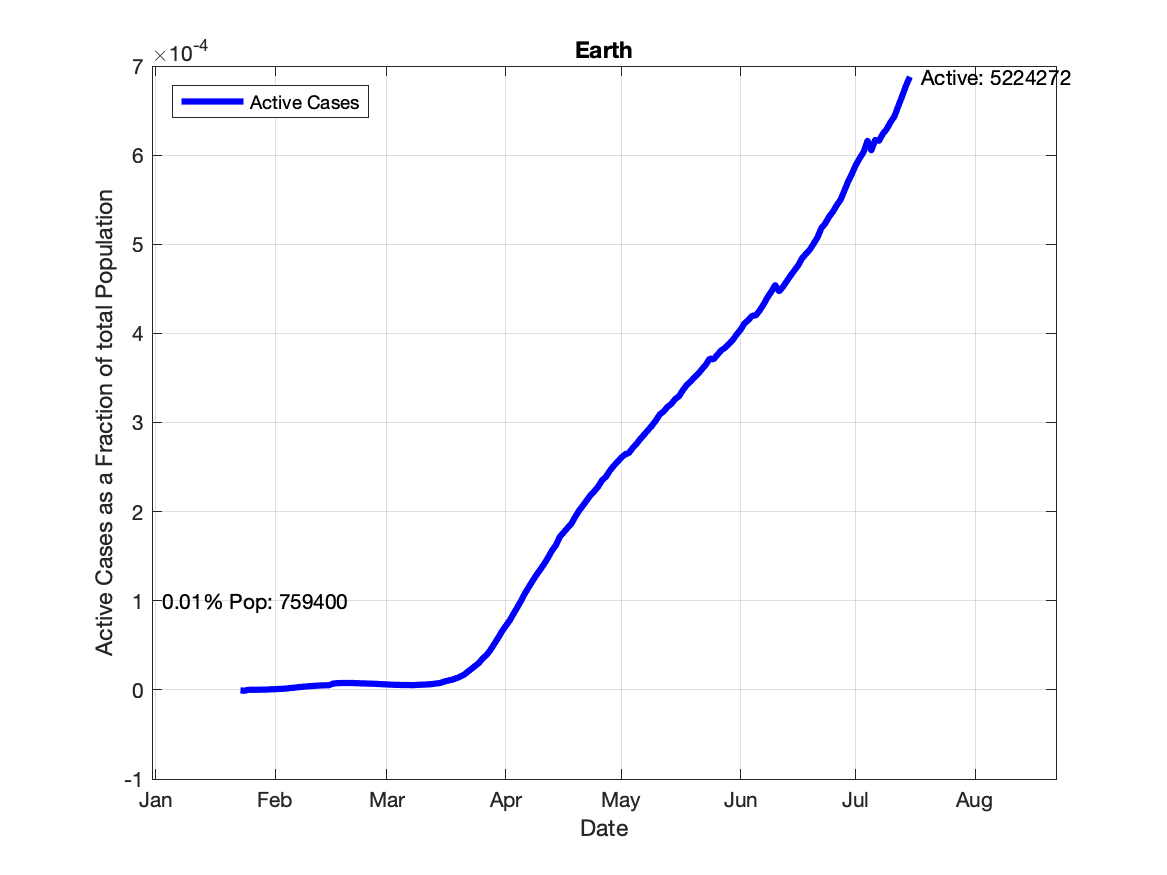 Earth
×10-4
7
6
5
4
3
2
1
0
-1
Active Cases
Active: 5224272
0.01% Pop: 759400
Active Cases as a Fraction of total Population
Jan Feb Mar Apr May Jun Jul Aug
Date